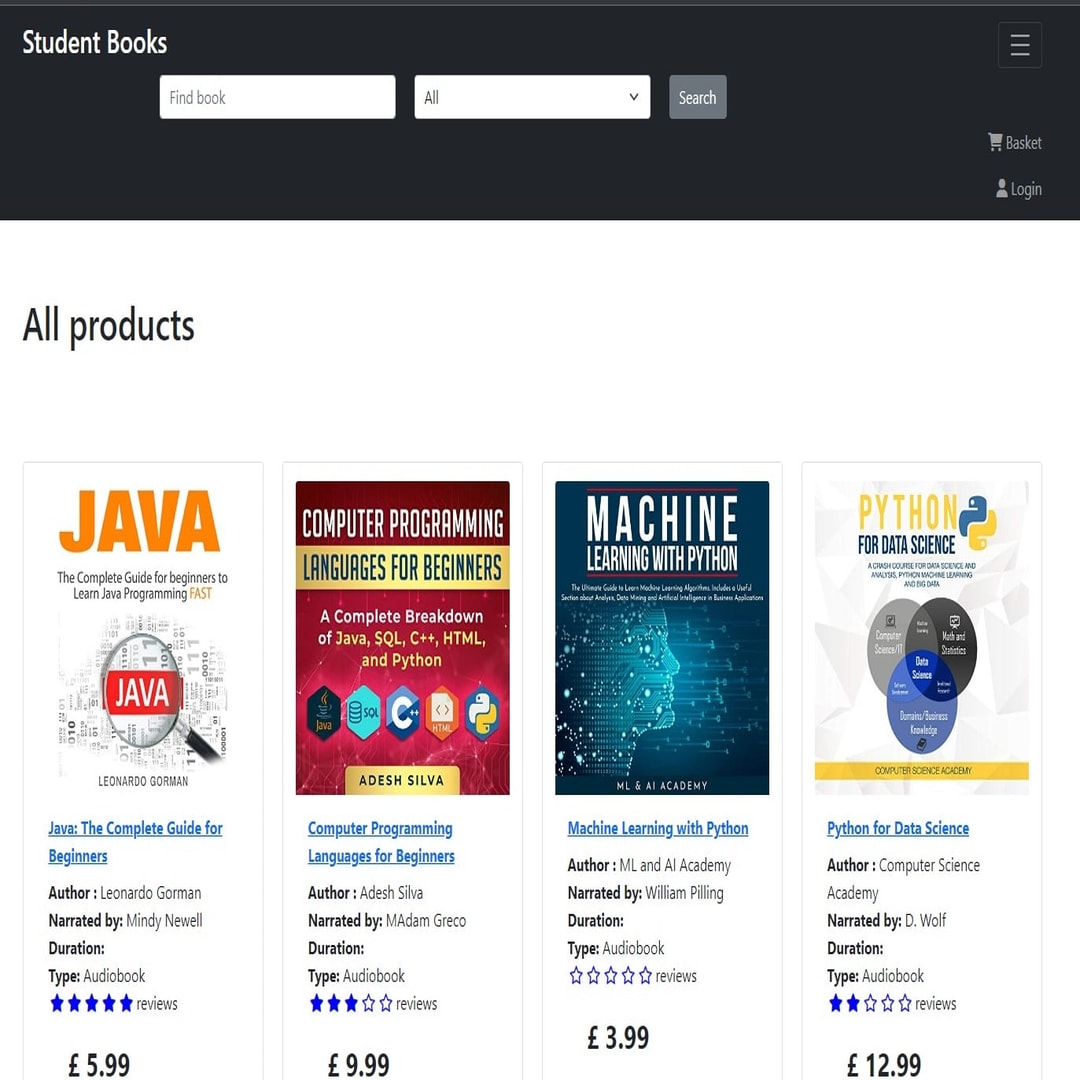 Student Books
Find book
All
Search
Basket
Login
All products
JAVA
The Complete Guide for beginners to
Learn Java Programming FAST
JAVA
LEONARDO GORMAN
Java: The Complete Guide for
Beginners
Author : Leonardo Gorman
Narrated by: Mindy Newell
Duration:
Type: Audiobook
reviews
£ 5.99
COMPUTER PROGRAMMING
LANGUAGES FOR BEGINNERS
A Complete Breakdown
of Java, SQL, C++, HTML,
and Python
Java
SQL
C++
HTML
ADESH SILVA
Computer Programming
Languages for Beginners
Author : Adesh Silva
Narrated by: MAdam Greco
Duration:
Type: Audiobook
reviews
£ 9.99
MACHINE
LEARNING WITH PYTHON
The Ultimate Guide to Learn Machine Learning Algorithms. Includes a Useful
Section about Analysis, Data Mining and Artificial Intelligence in Business Applications
ML & AI ACADEMY
Machine Learning with Python
Author : ML and AI Academy
Narrated by: William Pilling
Duration:
Type: Audiobook
reviews
£ 3.99
PYTHON
FOR DATA SCIENCE
A CRASH COURSE FOR DATA SCIENCE AND
ANALYSIS, PYTHON MACHINE LEARNING
AND BIG DATA
Computer
Science/IT
Machine
Learning
Math and
Statistics
Data
Science
Domains/Business
Knowledge
COMPUTER SCIENCE ACADEMY
Python for Data Science
Author : Computer Science
Academy
Narrated by: D. Wolf
Duration:
Type: Audiobook
reviews
£ 12.99